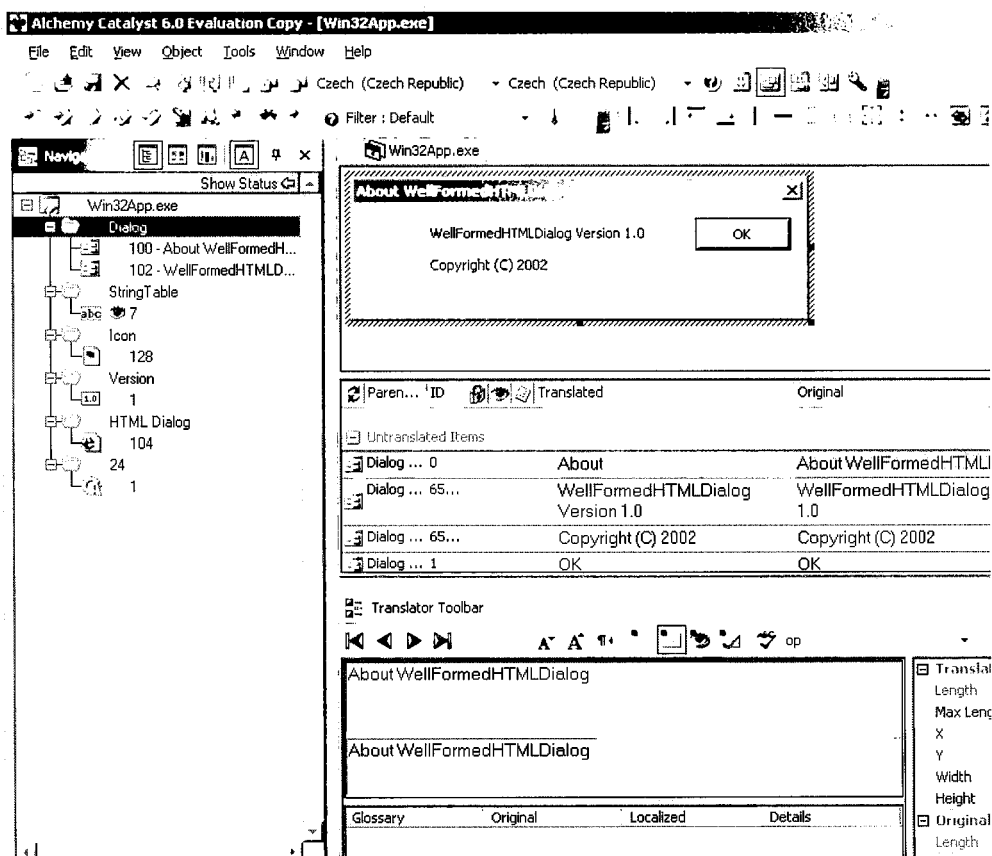 Alchemy Catalyst 6.0 Evaluation Copy - [Win32App.exe]
File Edit View Object Tools Window Help
Czech (Czech Republic) Czech (Czech Republic)
Filter : Default
Win32App.exe
Show Status
Win32App.exe
Dialog
100 - About WellFormedH...
102 - WellFormedHTMLD...
StringTable
abc 7
Icon
128
Version
1.0 1
HTML Dialog
104
24
1
About
WellFormedHTMLDialog Version 1.0 OK
Copyright (C) 2002
Paren... ID Translated Original
Untranslated Items
Dialog ... 0 About About WellFormedHTML
Dialog ... 65... WellFormedHTMLDialog WellFormedHTMLDialog
Version 1.0 1.0
Dialog ... 65... Copyright (C) 2002 Copyright (C) 2002
Dialog ... 1 OK OK
Translator Toolbar
A A op
About WellFormedHTMLDialog
About WellFormedHTMLDialog
Glossary Original Localized Details
Length
Max Leng
X
Y
Width
Height
Original
Length